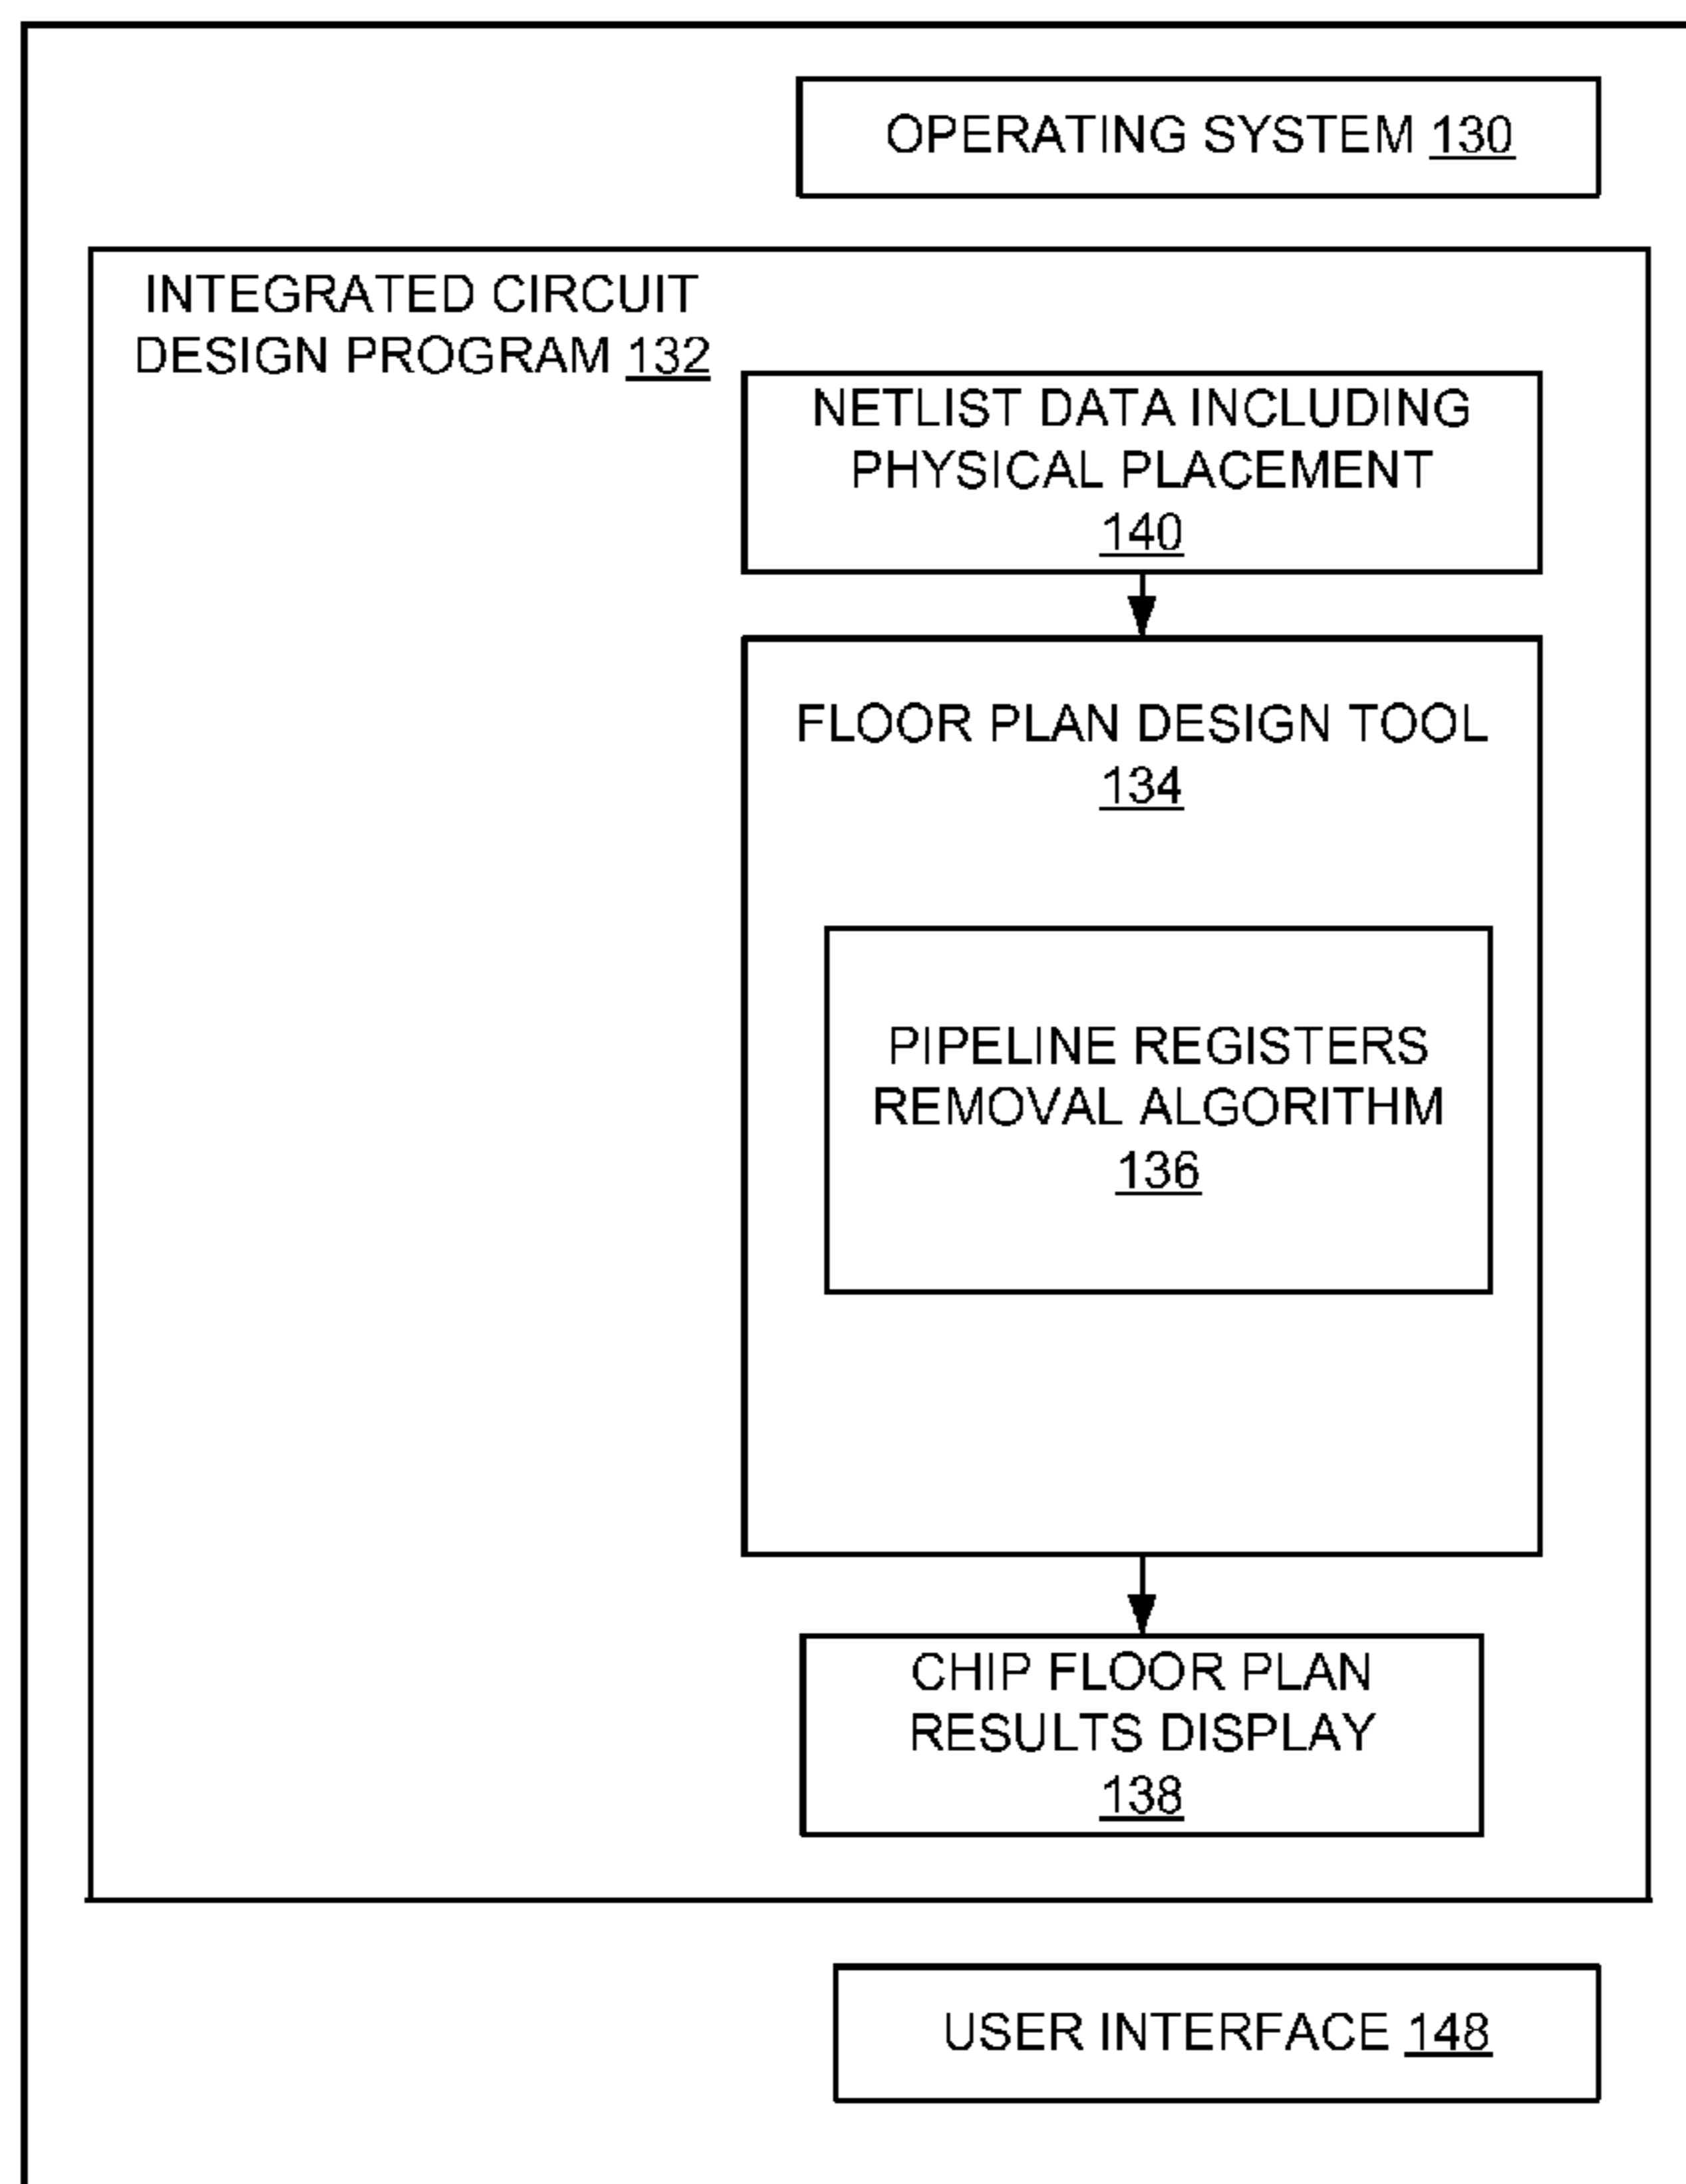 OPERATING SYSTEM 130
INTEGRATED CIRCUIT
DESIGN PROGRAM 132
NETLIST DATA INCLUDING
PHYSICAL PLACEMENT
140
FLOOR PLAN DESIGN TOOL
134
PIPELINE REGISTERS
REMOVAL ALGORITHM
136
CHIP FLOOR PLAN
RESULTS DISPLAY
138
USER INTERFACE 148